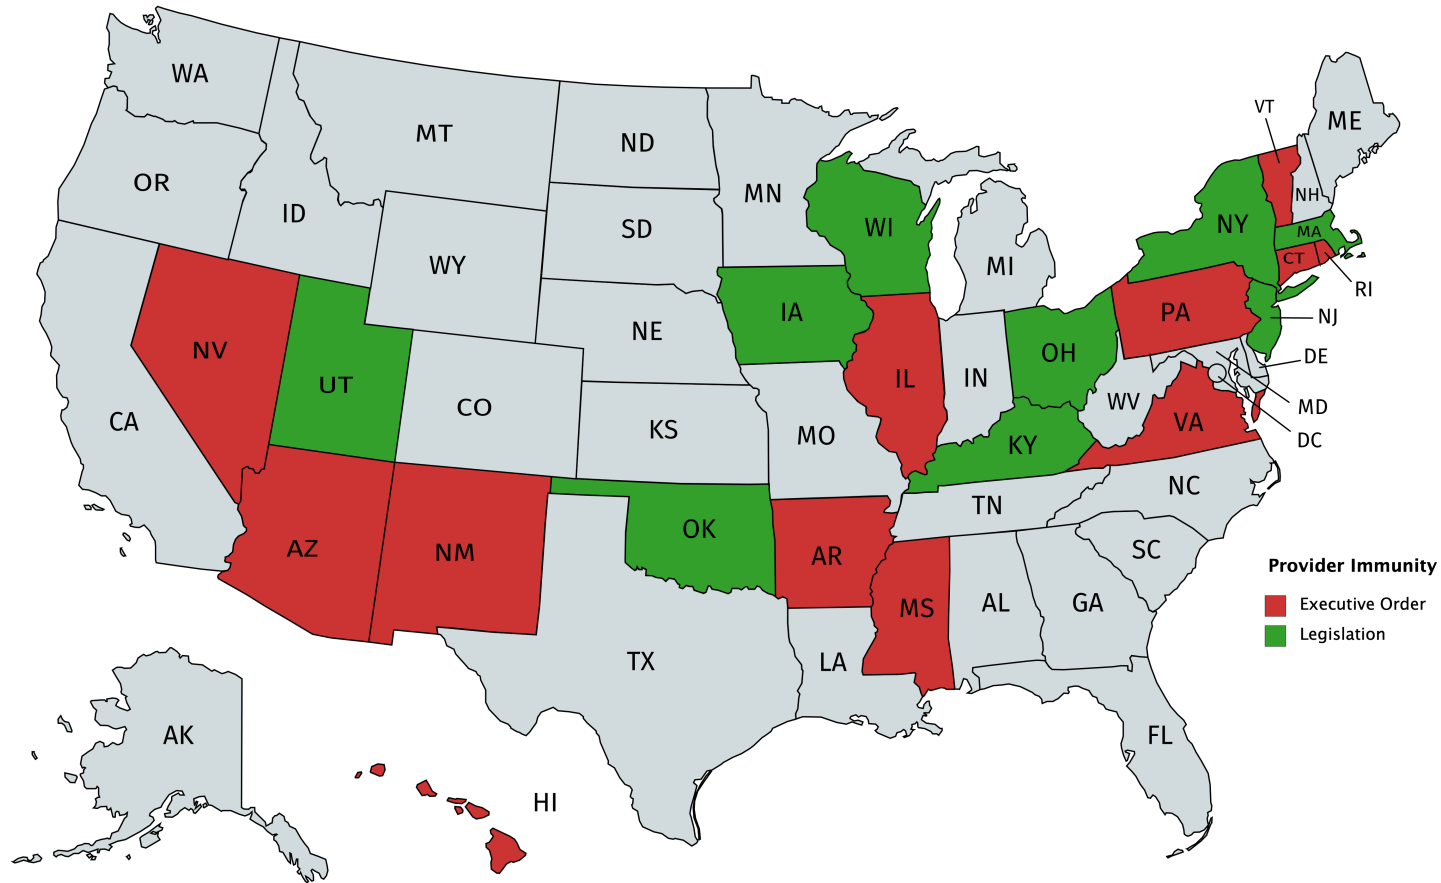 WA
OR
CA
ID
NV
UT
AZ
MT
WY
CO
NM
ND
SD
NE
KS
OK
TX
MN
IA
MO
AR
LA
WI
IL
MS
MI
IN
KY
TN
AL
OH
WV
GA
FL
SC
NC
VA
PA
NY
VT
NH
ME
MA
CT
RI
NJ
DE
MD
DC
AK
HI
Provider Immunity
Executive Order
Legislation